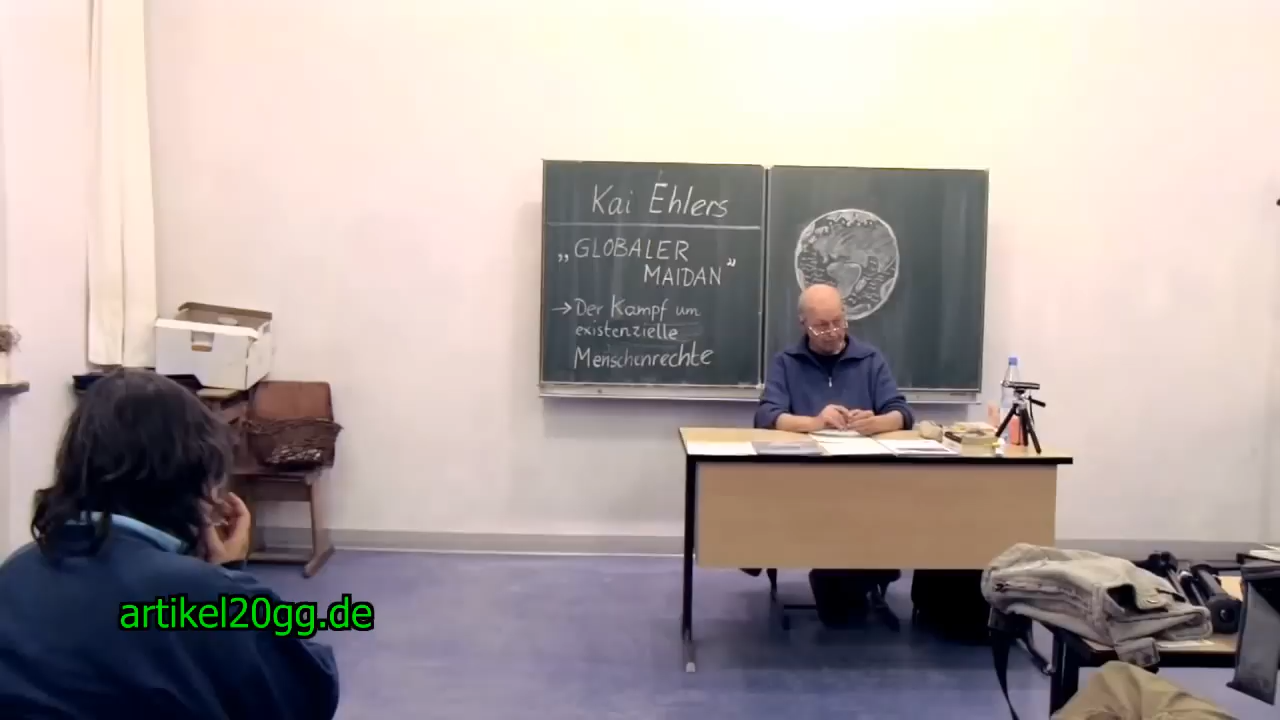 Kai Ehlers
„GLOBALER
MAIDAN”
→ Der Kampf um
existenzielle
Menschenrechte
artikel20gg.de